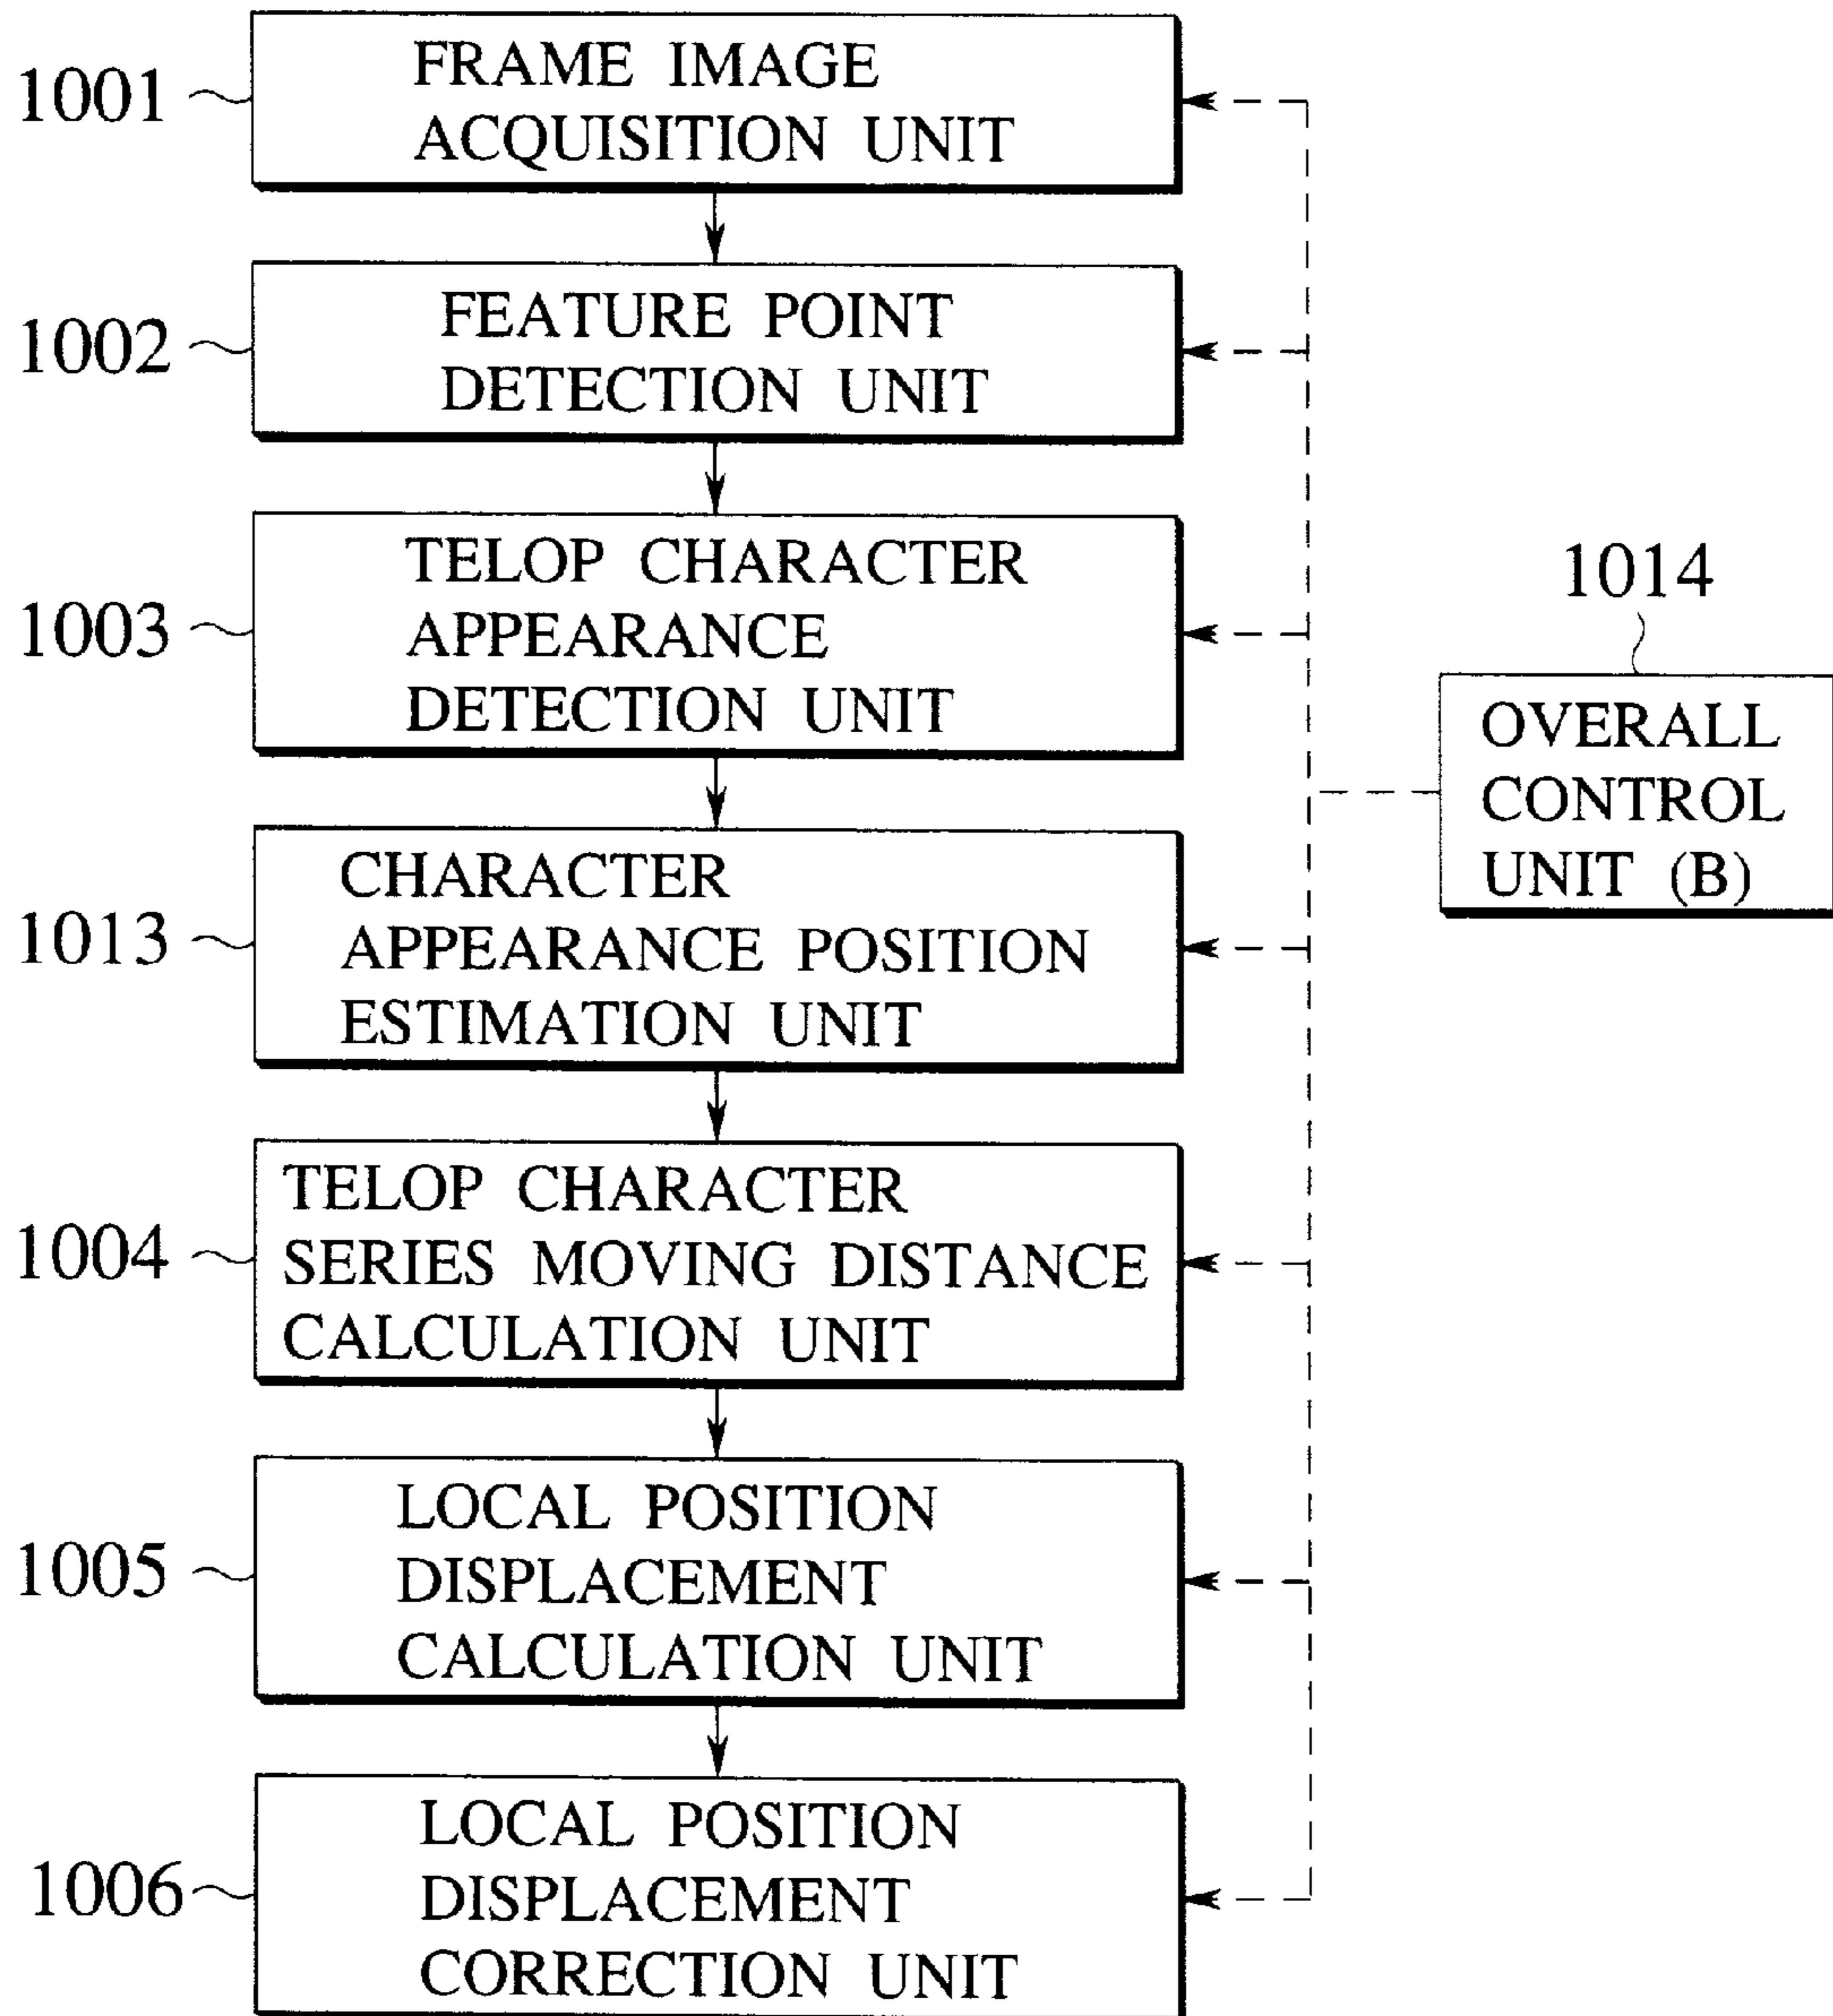 1001
FRAME IMAGE
ACQUISITION UNIT
1002
FEATURE POINT
DETECTION UNIT
1003
TELOP CHARACTER
APPEARANCE
DETECTION UNIT
1014
OVERALL
CONTROL
UNIT (B)
1013
CHARACTER
APPEARANCE POSITION
ESTIMATION UNIT
1004
TELOP CHARACTER
SERIES MOVING DISTANCE
CALCULATION UNIT
1005
LOCAL POSITION
DISPLACEMENT
CALCULATION UNIT
1006
LOCAL POSITION
DISPLACEMENT
CORRECTION UNIT